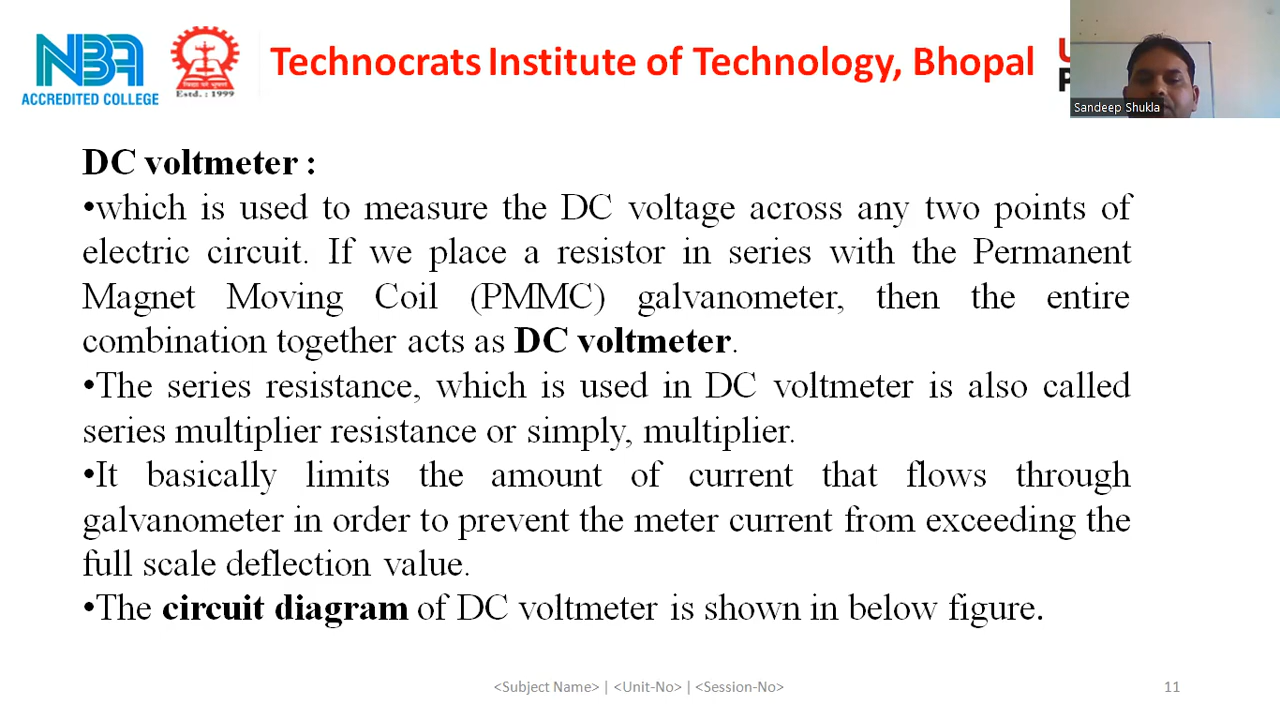 NBA
ACCREDITED COLLEGE
Estd. : 1999
Technocrats Institute of Technology, Bhopal
Sandeep Shukla
DC voltmeter :
•which is used to measure the DC voltage across any two points of
electric circuit. If we place a resistor in series with the Permanent
Magnet Moving Coil (PMMC) galvanometer, then the entire
combination together acts as DC voltmeter.
•The series resistance, which is used in DC voltmeter is also called
series multiplier resistance or simply, multiplier.
•It basically limits the amount of current that flows through
galvanometer in order to prevent the meter current from exceeding the
full scale deflection value.
•The circuit diagram of DC voltmeter is shown in below figure.
<Subject Name> | <Unit-No> | <Session-No>
11